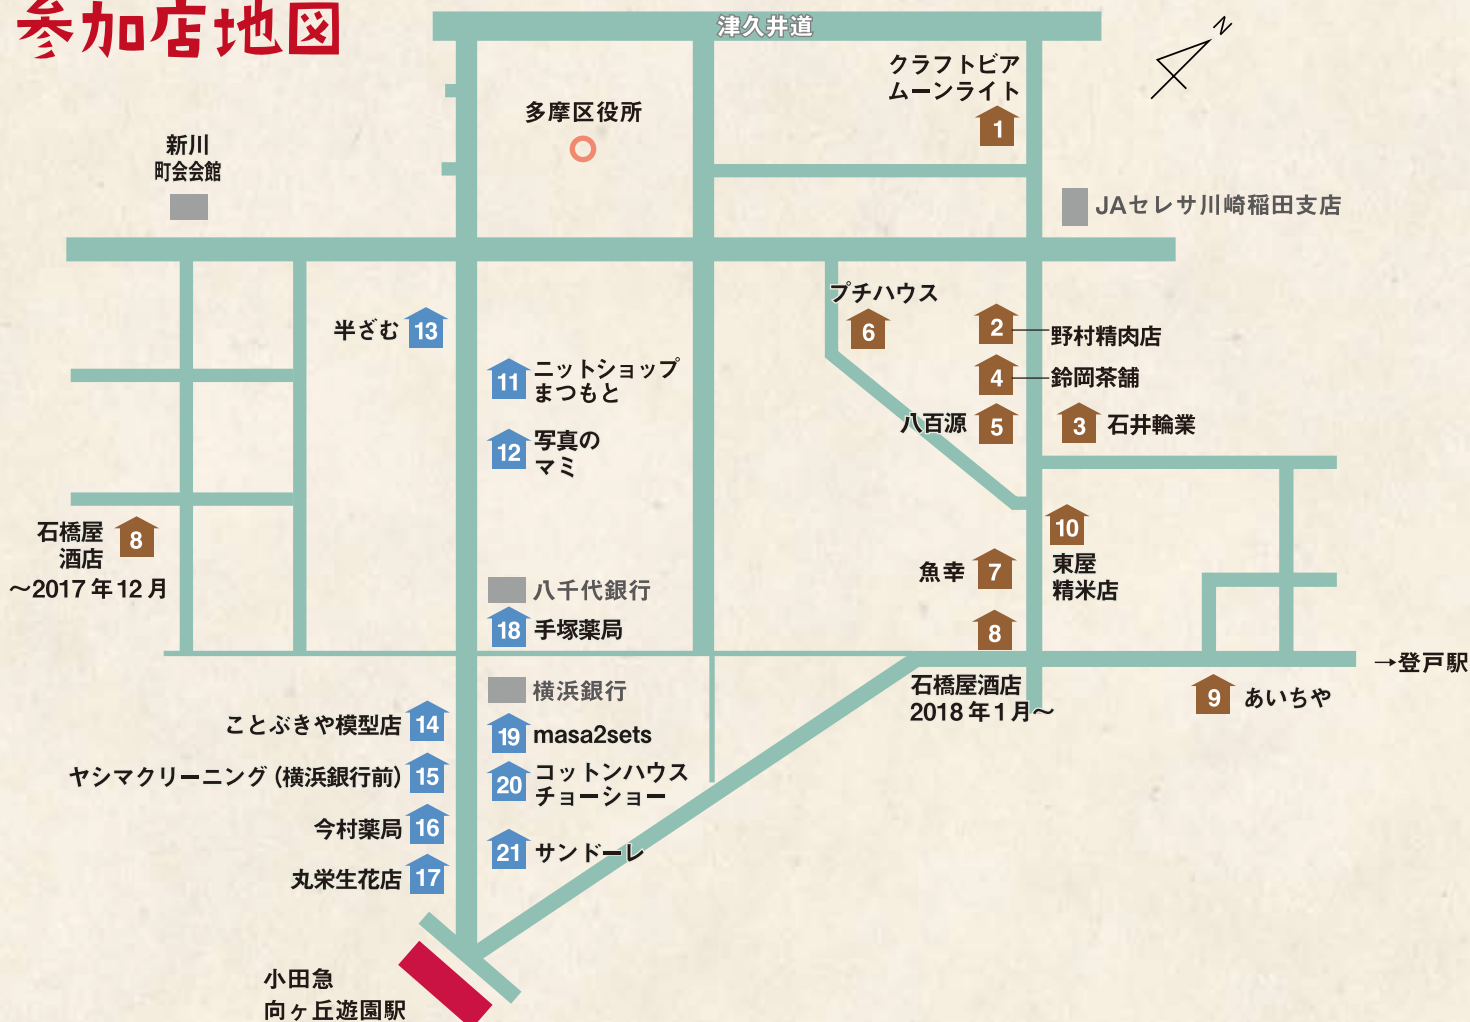 参加店地図
津久井道
N
クラフトビア
ムーンライト
1
多摩区役所
新川
町会会館
JAセレサ川崎稲田支店
プチハウス
6
2
野村精肉店
半ざむ
13
4
鈴岡茶舗
11
ニットショップ
まつもと
八百源
5
3
石井輪業
12
写真の
マミ
石橋屋
酒店
8
〜2017年12月
10
東屋
精米店
魚幸
7
八千代銀行
18
手塚薬局
8
石橋屋酒店
2018年1月〜
→登戸駅
9
あいちや
横浜銀行
ことぶきや模型店
14
19
masa2sets
ヤシマクリーニング(横浜銀行前)
15
20
コットンハウス
チョーショー
今村薬局
16
21
サンドーレ
丸栄生花店
17
小田急
向ヶ丘遊園駅